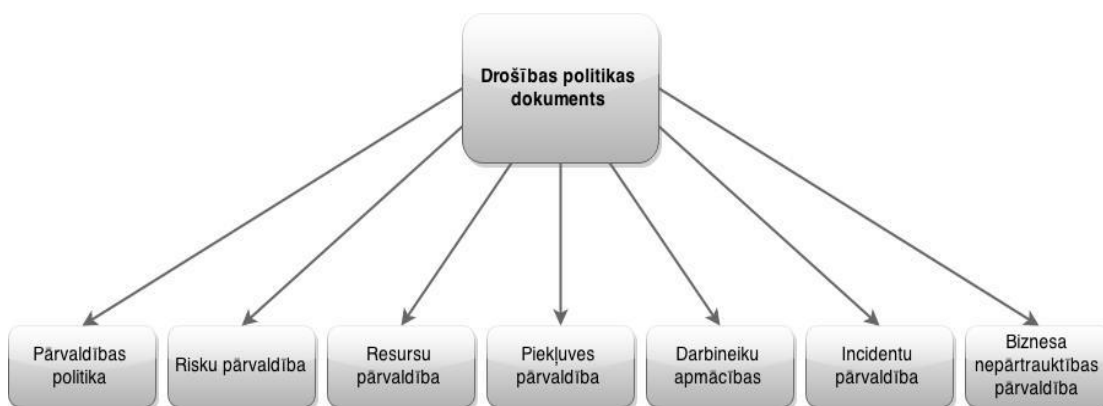 Drošības politikas
dokuments
Pārvaldības
politika
Risku pārvaldība
Resursu
pārvaldība
Piekļuves
pārvaldība
Darbineiku
apmācības
Incidentu
pārvaldība
Biznesa
nepārtrauktības
pārvaldība